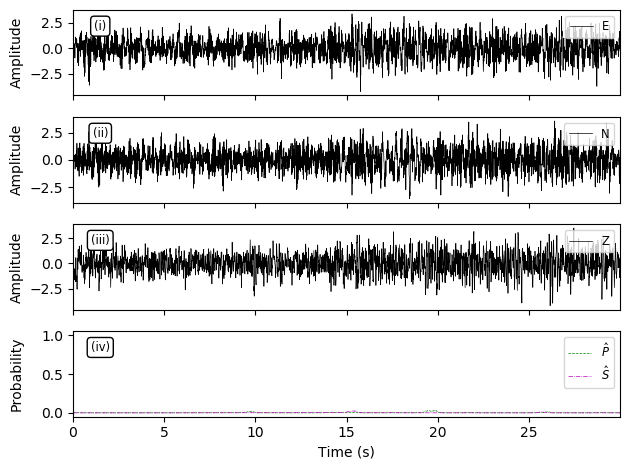 (i)
E
2.5
0.0
−2.5
Amplitude
(ii)
N
2.5
0.0
−2.5
Amplitude
(iii)
Z
2.5
0.0
−2.5
Amplitude
(iv)
P̂
Ŝ
1.0
0.5
0.0
Probability
0 5 10 15 20 25
Time (s)